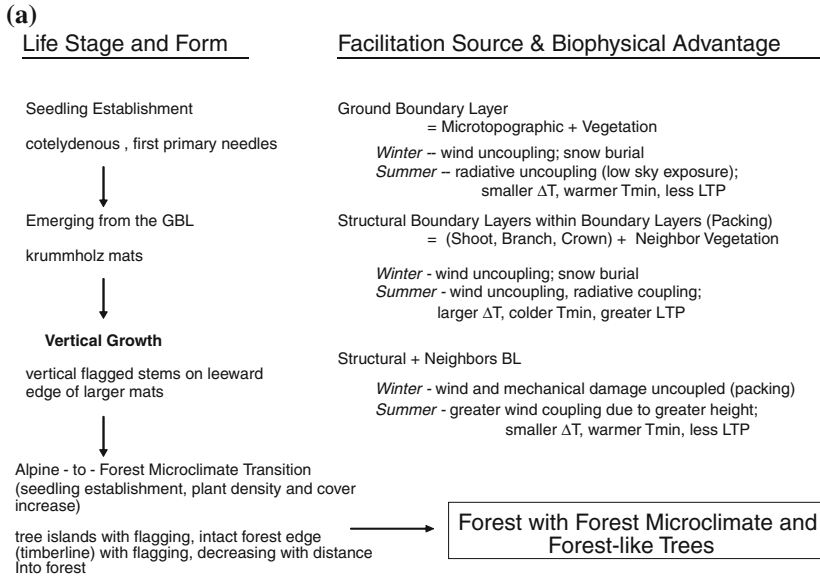 (a)
Life Stage and Form
Facilitation Source & Biophysical Advantage
Seedling Establishment
cotelydenous , first primary needles
Ground Boundary Layer
= Microtopographic + Vegetation
Winter -- wind uncoupling; snow burial
Summer -- radiative uncoupling (low sky exposure);
smaller ΔT, warmer Tmin, less LTP
Emerging from the GBL
krummholz mats
Structural Boundary Layers within Boundary Layers (Packing)
= (Shoot, Branch, Crown) + Neighbor Vegetation
Winter - wind uncoupling; snow burial
Summer - wind uncoupling, radiative coupling;
larger ΔT, colder Tmin, greater LTP
Vertical Growth
vertical flagged stems on leeward
edge of larger mats
Structural + Neighbors BL
Winter - wind and mechanical damage uncoupled (packing)
Summer - greater wind coupling due to greater height;
smaller ΔT, warmer Tmin, less LTP
Alpine - to - Forest Microclimate Transition
(seedling establishment, plant density and cover
increase)
tree islands with flagging, intact forest edge
(timberline) with flagging, decreasing with distance
Into forest
Forest with Forest Microclimate and
Forest-like Trees